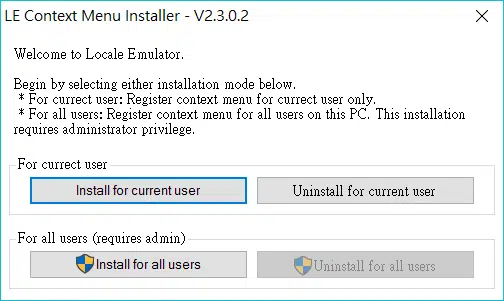 LE Context Menu Installer - V2.3.0.2
Welcome to Locale Emulator.
Begin by selecting either installation mode below.
* For currect user: Register context menu for currect user only.
* For all users: Register context menu for all users on this PC. This installation
requires administrator privilege.
For currect user
Install for current user
Uninstall for current user
For all users (requires admin)
Install for all users
Uninstall for all users